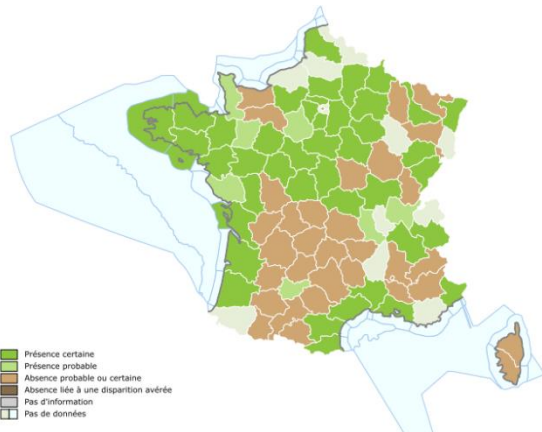 Présence certaine
Présence probable
Absence probable ou certaine
Absence liée à une disparition avérée
Pas d'information
Pas de données